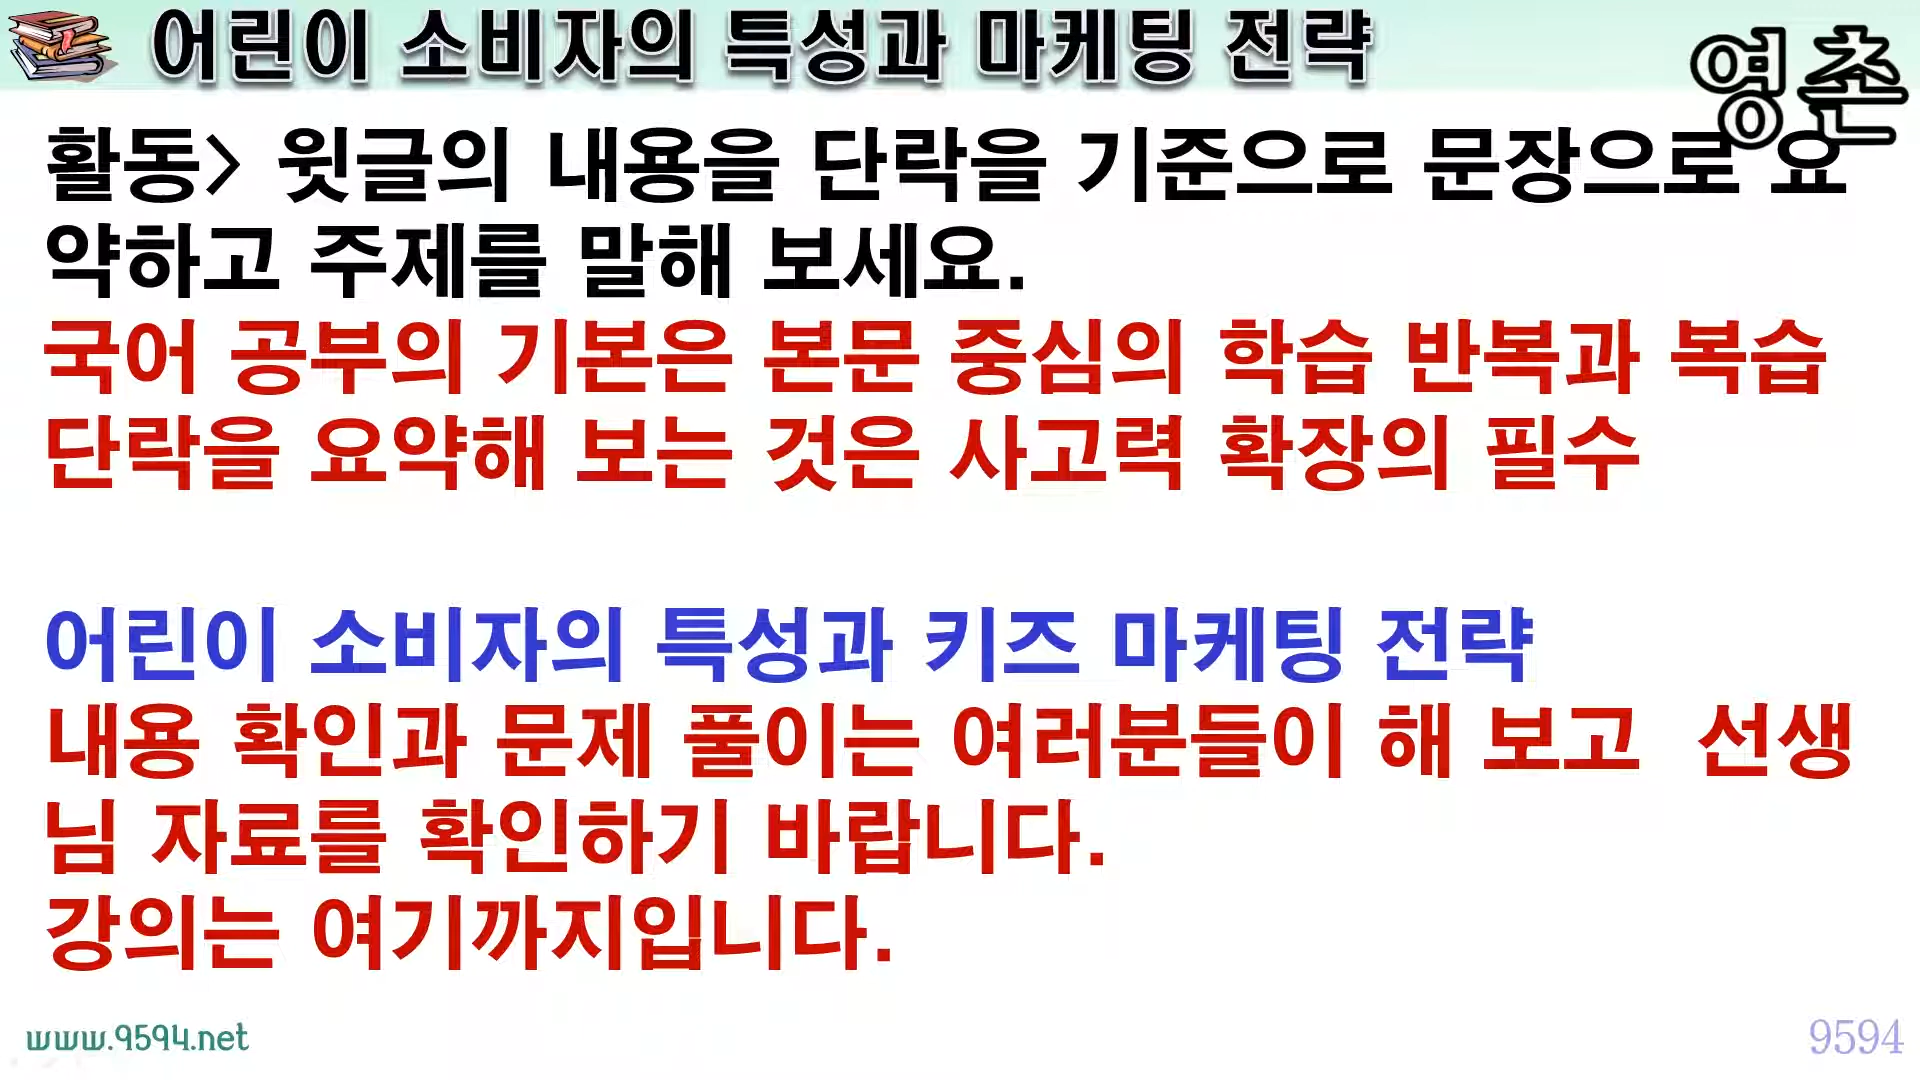 어린이 소비자의 특성과 마케팅 전략
영촌
활동> 윗글의 내용을 단락을 기준으로 문장으로 요
약하고 주제를 말해 보세요.
국어 공부의 기본은 본문 중심의 학습 반복과 복습
단락을 요약해 보는 것은 사고력 확장의 필수
어린이 소비자의 특성과 키즈 마케팅 전략
내용 확인과 문제 풀이는 여러분들이 해 보고 선생
님 자료를 확인하기 바랍니다.
강의는 여기까지입니다.
www.9594.net
9594